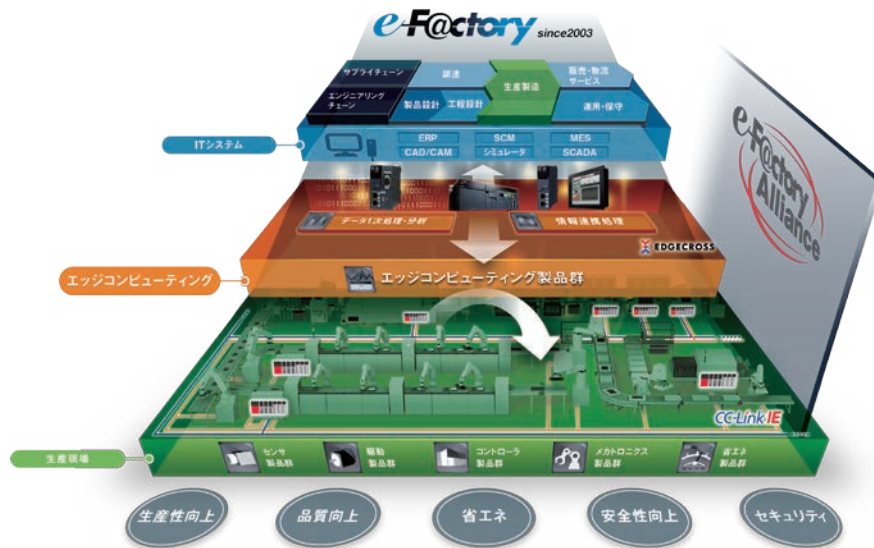 e-F@ctory since2003
サプライチェーン
調達
生産製造
販売・物流
サービス
エンジニアリング
チェーン
製品設計
工程設計
運用・保守
ITシステム
ERP
SCM
MES
CAD/CAM
シミュレータ
SCADA
データ1次処理・分析
情報連携処理
EDGECROSS
エッジコンピューティング
エッジコンピューティング製品群
e-F@ctory
Alliance
CC-Link IE
生産現場
センサ
製品群
駆動
製品群
コントローラ
製品群
メカトロニクス
製品群
省エネ
製品群
生産性向上
品質向上
省エネ
安全性向上
セキュリティ